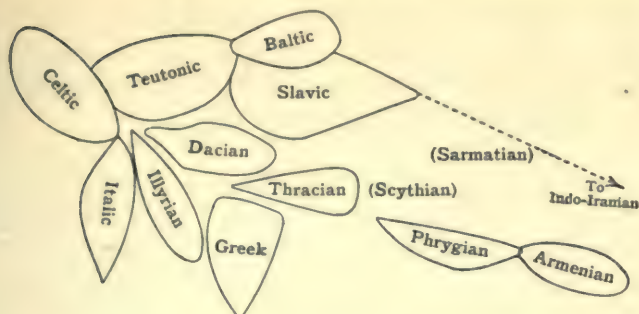 Baltic
Teutonic
Celtic
Slavic
Dacian
(Sarmatian)
To
Indo-Iranian
Italic
Illyrian
Thracian
(Scythian)
Greek
Phrygian
Armenian